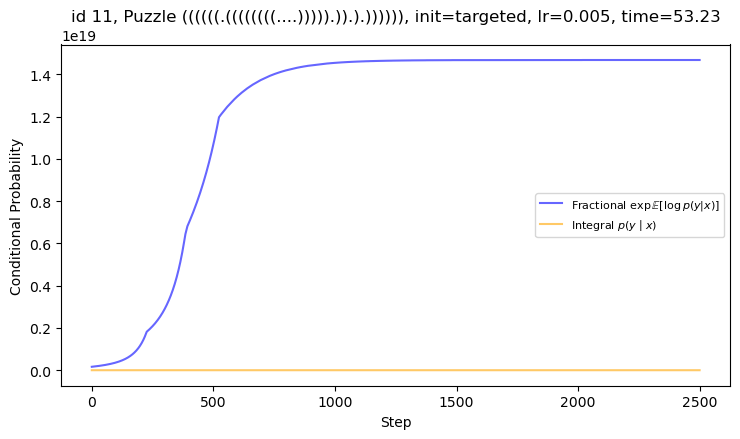 id 11, Puzzle ((((((.((((((((....))))).)).).)))))), init=targeted, lr=0.005, time=53.23
1e19
1.4
1.2
1.0
0.8
0.6
0.4
0.2
0.0
Conditional Probability
Fractional exp𝔼[log p(y|x)]
Integral p(y | x)
0 500 1000 1500 2000 2500
Step